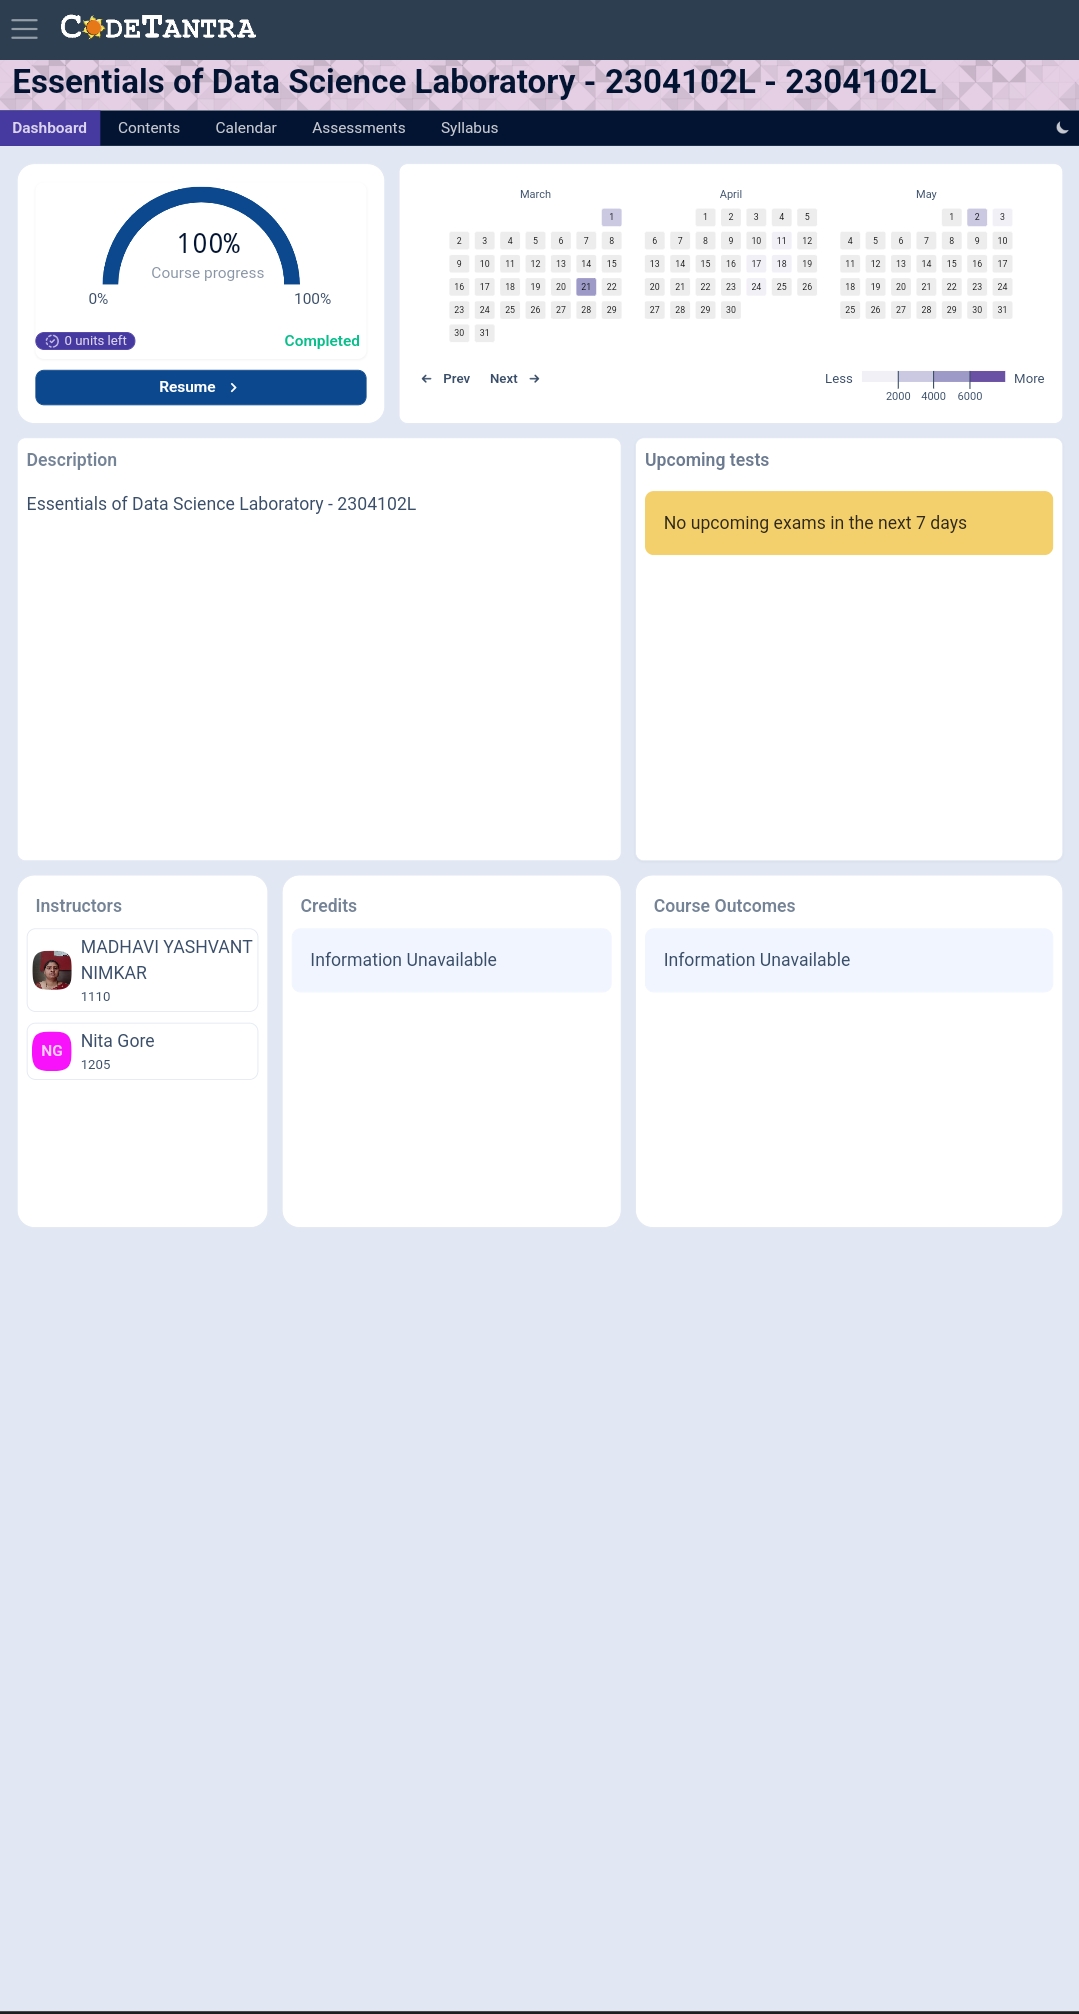 CODETANTRA
Essentials of Data Science Laboratory - 2304102L - 2304102L
Dashboard Contents Calendar Assessments Syllabus
100%
Course progress
0% 100%
0 units left Completed
Resume
March
1
2 3 4 5 6 7 8
9 10 11 12 13 14 15
16 17 18 19 20 21 22
23 24 25 26 27 28 29
30 31
April
1 2 3 4 5
6 7 8 9 10 11 12
13 14 15 16 17 18 19
20 21 22 23 24 25 26
27 28 29 30
May
1 2 3
4 5 6 7 8 9 10
11 12 13 14 15 16 17
18 19 20 21 22 23 24
25 26 27 28 29 30 31
Prev Next
Less More
2000 4000 6000
Description
Essentials of Data Science Laboratory - 2304102L
Upcoming tests
No upcoming exams in the next 7 days
Instructors
MADHAVI YASHVANT
NIMKAR
1110
NG
Nita Gore
1205
Credits
Information Unavailable
Course Outcomes
Information Unavailable